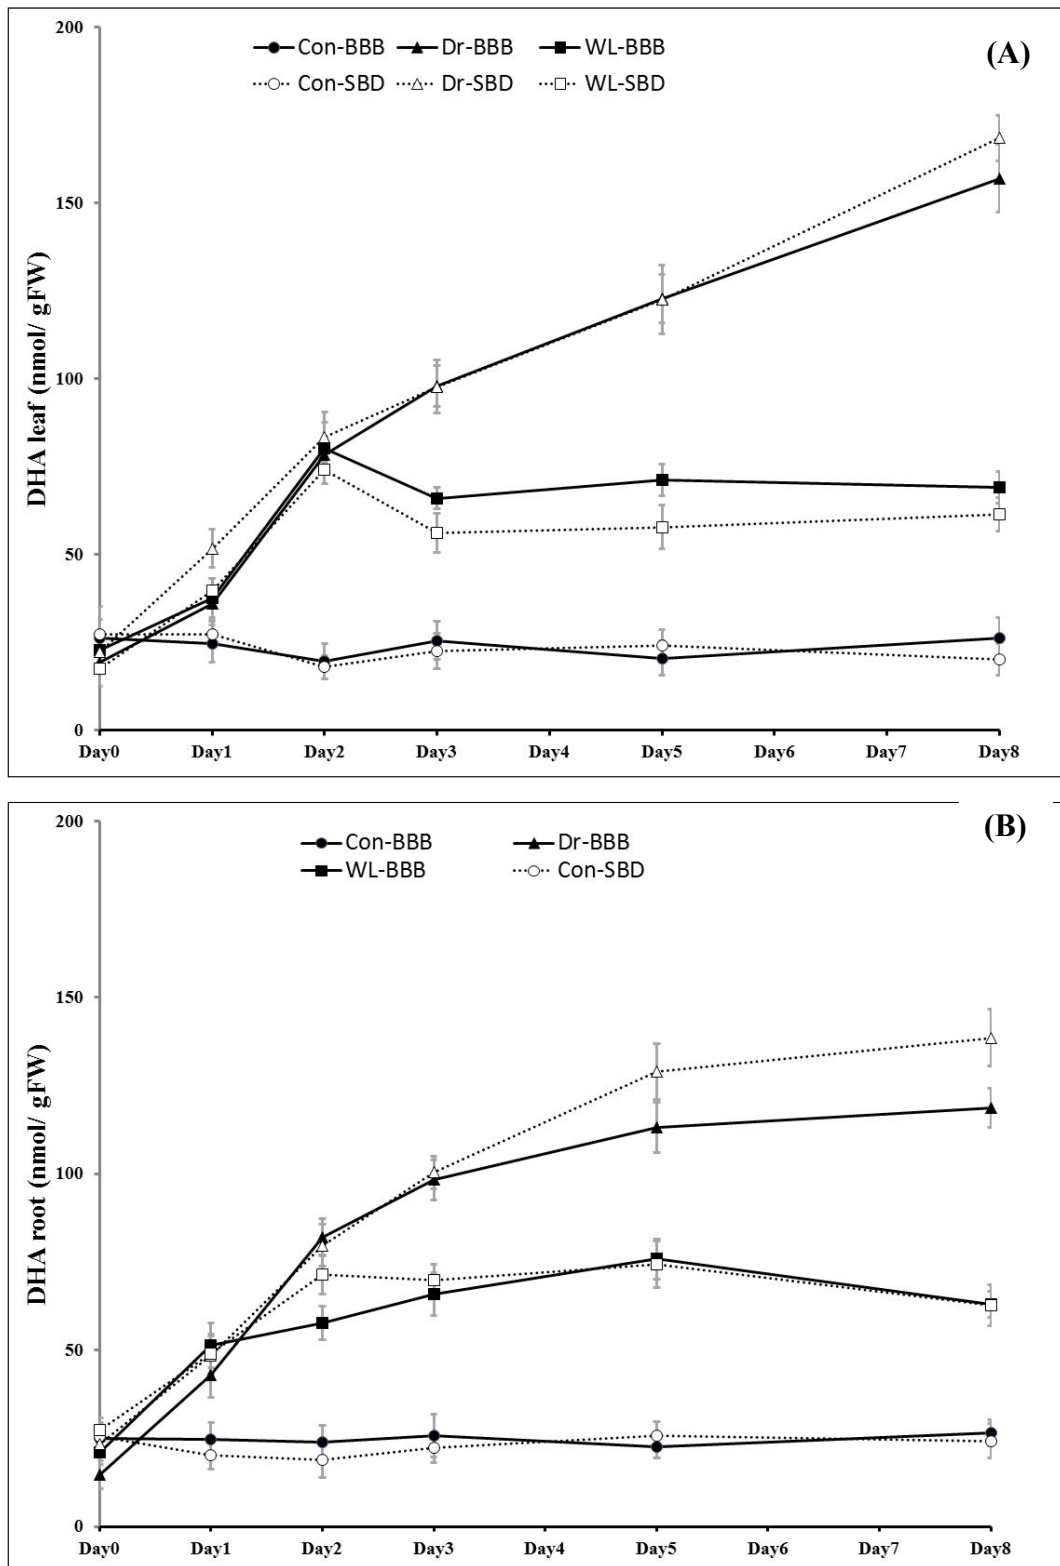 200
Con-BBB Dr-BBB WL-BBB
(A)
Con-SBD Dr-SBD WL-SBD
150
DHA leaf (nmol/ gFW)
100
50
0
Day0 Day1 Day2 Day3 Day4 Day5 Day6 Day7 Day8
200
(B)
Con-BBB Dr-BBB
WL-BBB Con-SBD
150
DHA root (nmol/ gFW)
100
50
0
Day0 Day1 Day2 Day3 Day4 Day5 Day6 Day7 Day8